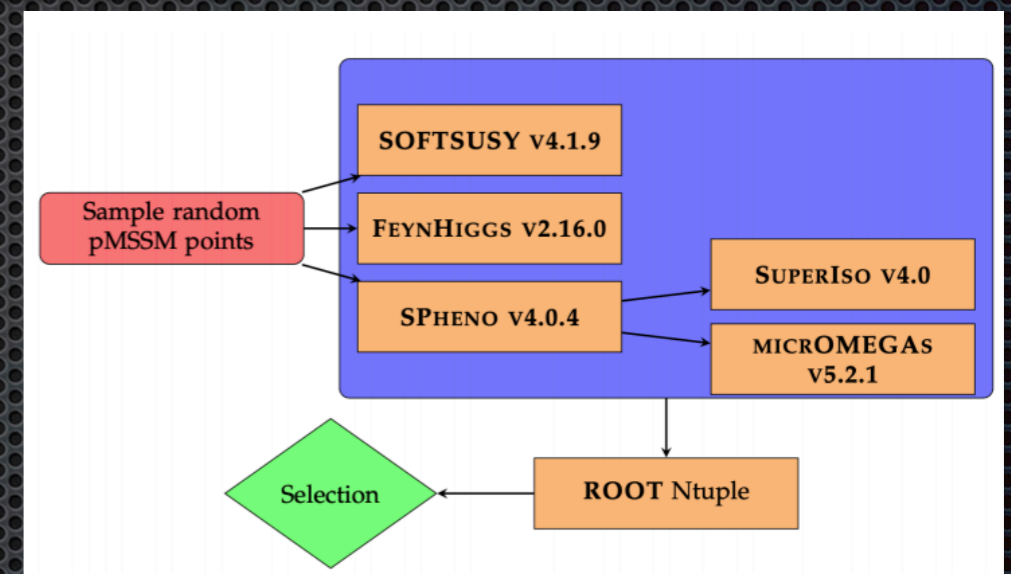 Sample random
pMSSM points
SOFTSUSY v4.1.9
FEYNHIGGS v2.16.0
SPHENO v4.0.4
SUPERISO v4.0
MICROMEGAS
v5.2.1
ROOT Ntuple
Selection